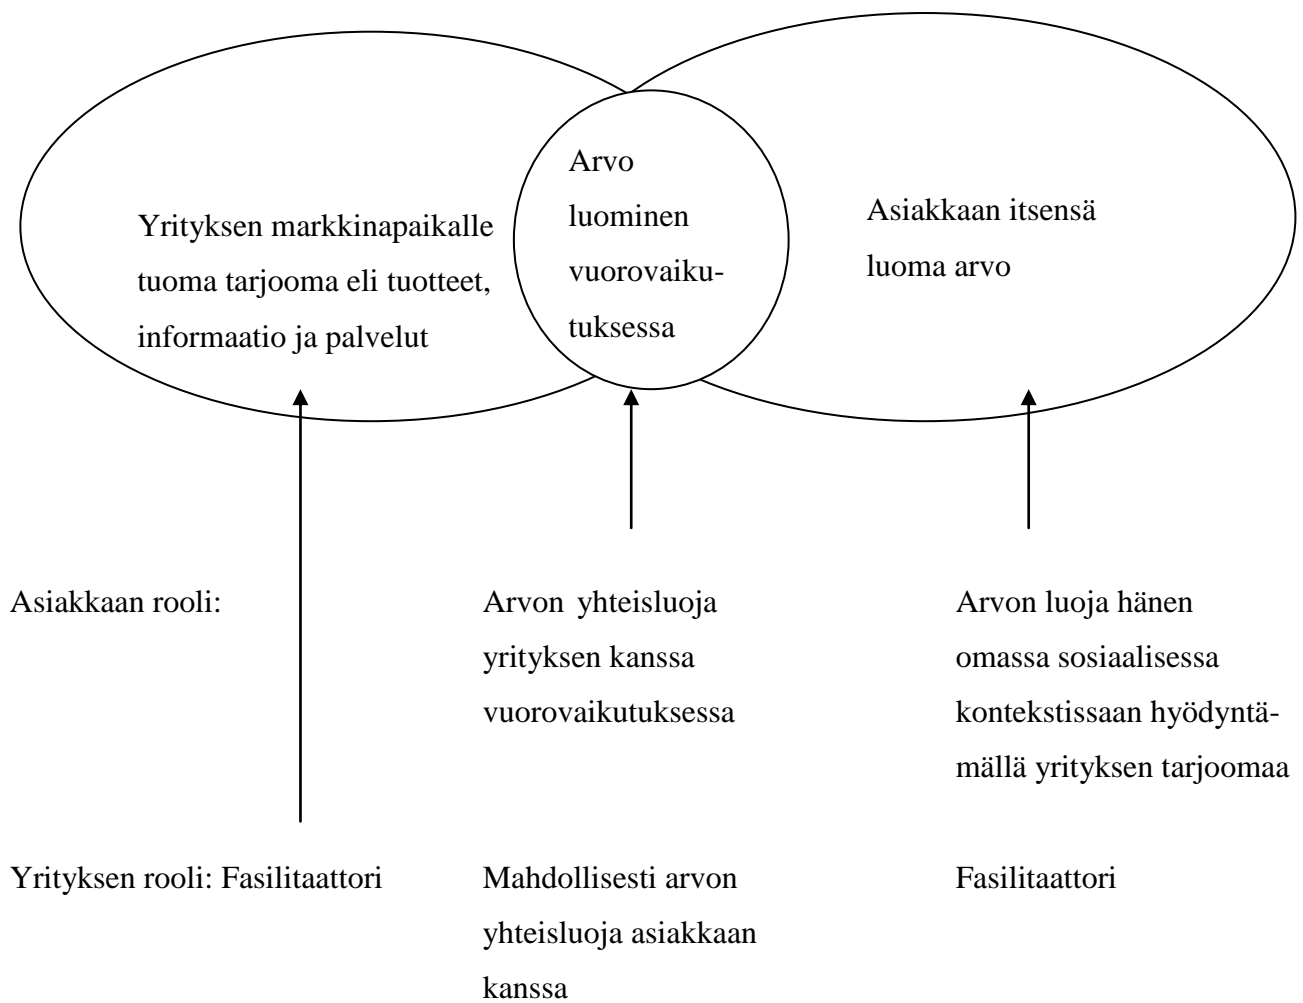 Yrityksen markkinapaikalle
tuoma tarjooma eli tuotteet,
informaatio ja palvelut
Arvo
luominen
vuorovaiku-
tuksessa
Asiakkaan itsensä
luoma arvo
Asiakkaan rooli:
Arvon yhteisluoja
yrityksen kanssa
vuorovaikutuksessa
Arvon luoja hänen
omassa sosiaalisessa
kontekstissaan hyödyntä-
mällä yrityksen tarjoomaa
Yrityksen rooli: Fasilitaattori
Mahdollisesti arvon
yhteisluoja asiakkaan
kanssa
Fasilitaattori